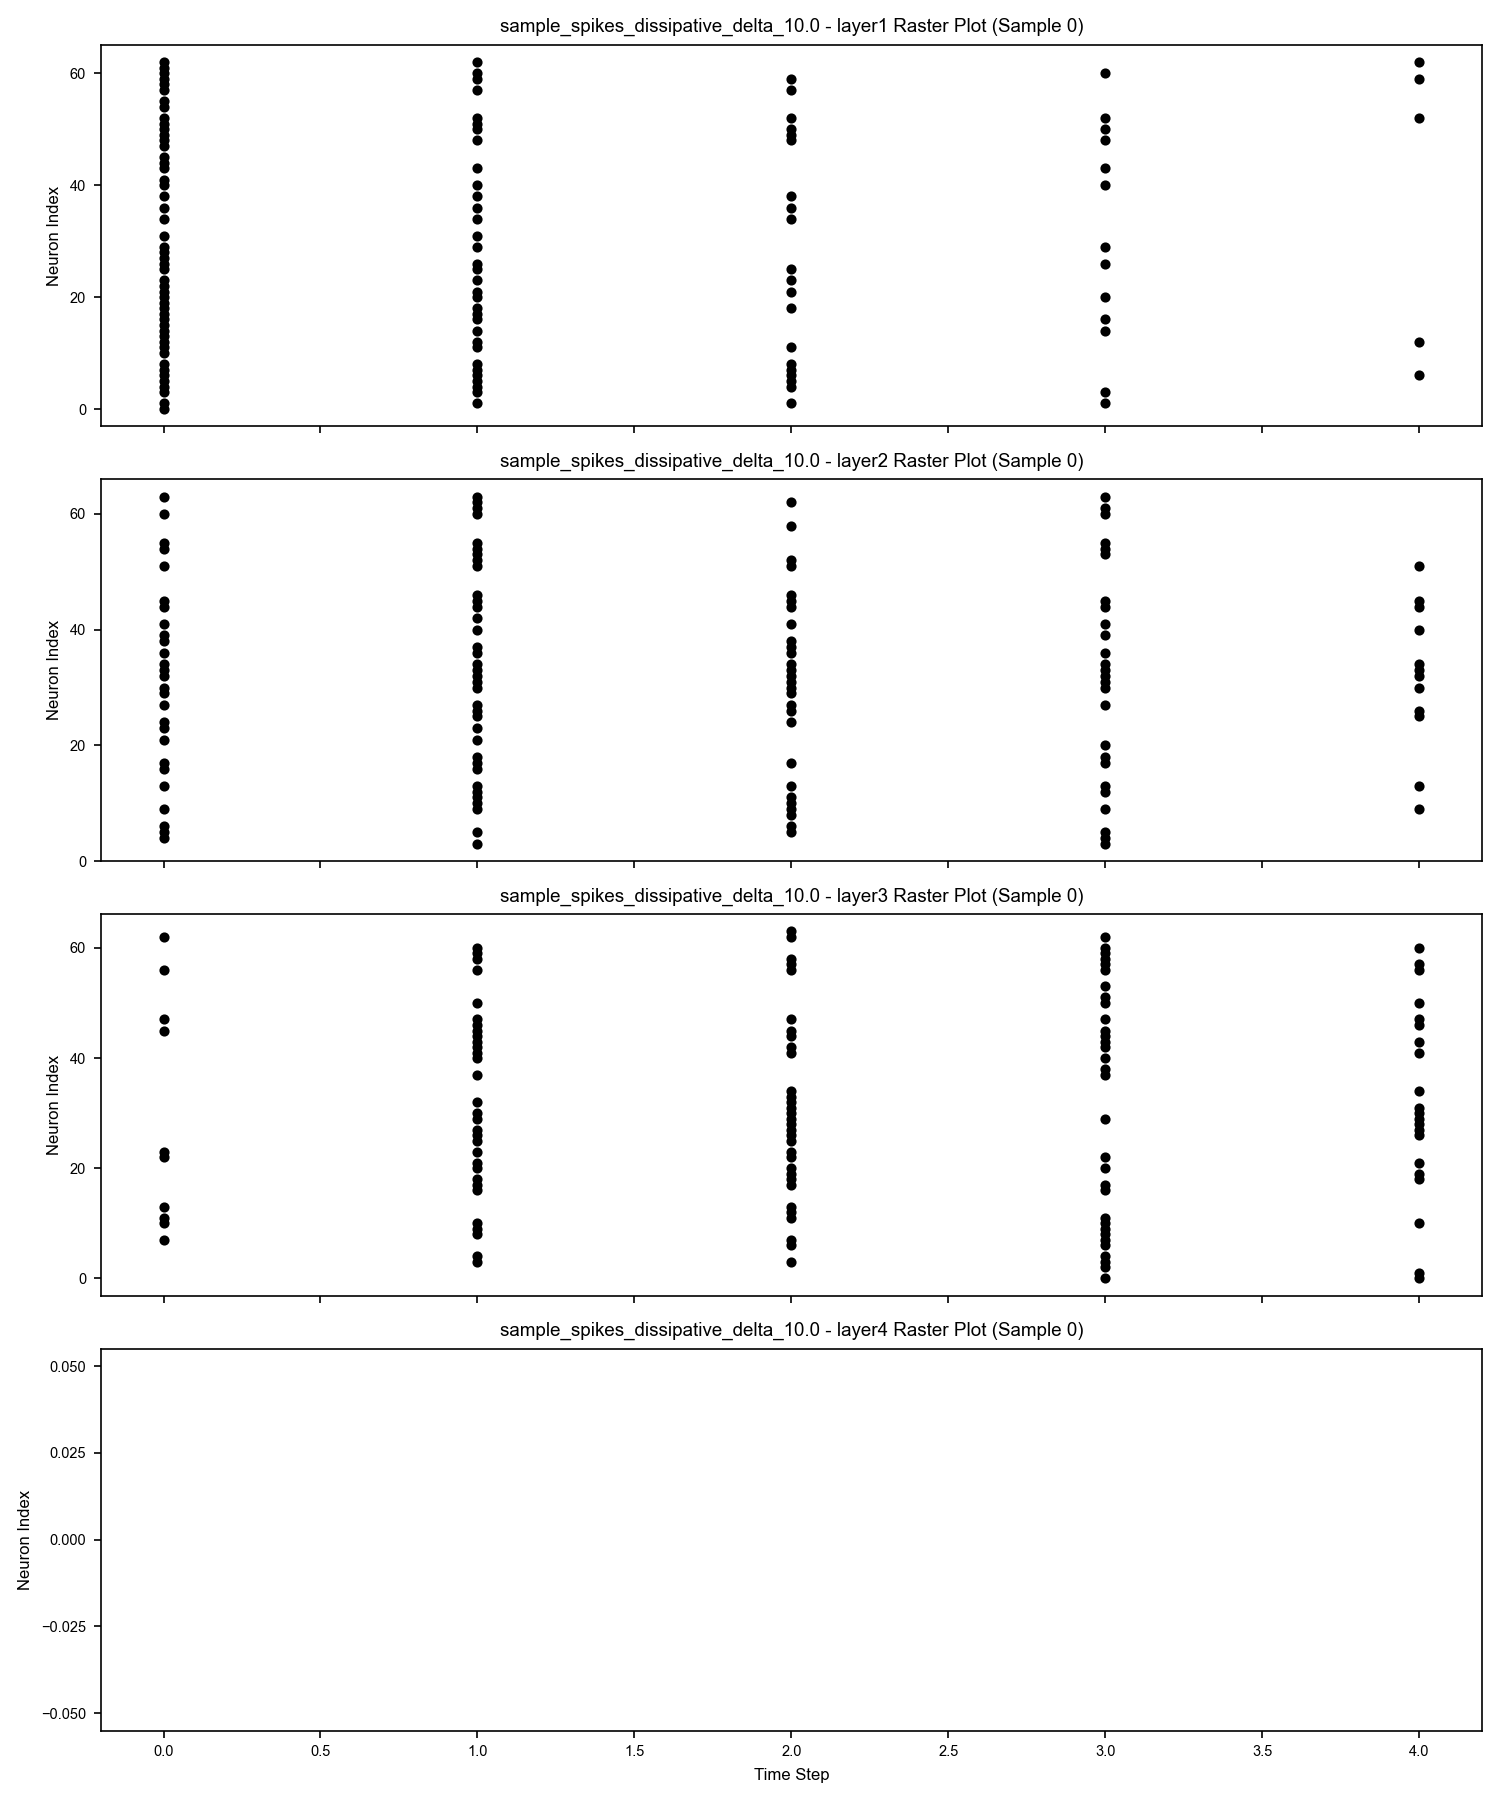 sample_spikes_dissipative_delta_10.0 - layer1 Raster Plot (Sample 0)
60
40
20
0
Neuron Index
sample_spikes_dissipative_delta_10.0 - layer2 Raster Plot (Sample 0)
60
40
20
0
Neuron Index
sample_spikes_dissipative_delta_10.0 - layer3 Raster Plot (Sample 0)
60
40
20
0
Neuron Index
sample_spikes_dissipative_delta_10.0 - layer4 Raster Plot (Sample 0)
0.050
0.025
0.000
−0.025
−0.050
Neuron Index
0.0 0.5 1.0 1.5 2.0 2.5 3.0 3.5 4.0
Time Step